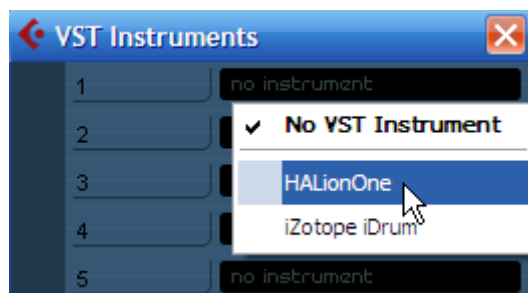 VST Instruments
1 no instrument
No VST Instrument
2
HALionOne
3
iZotope iDrum
4
5 no instrument